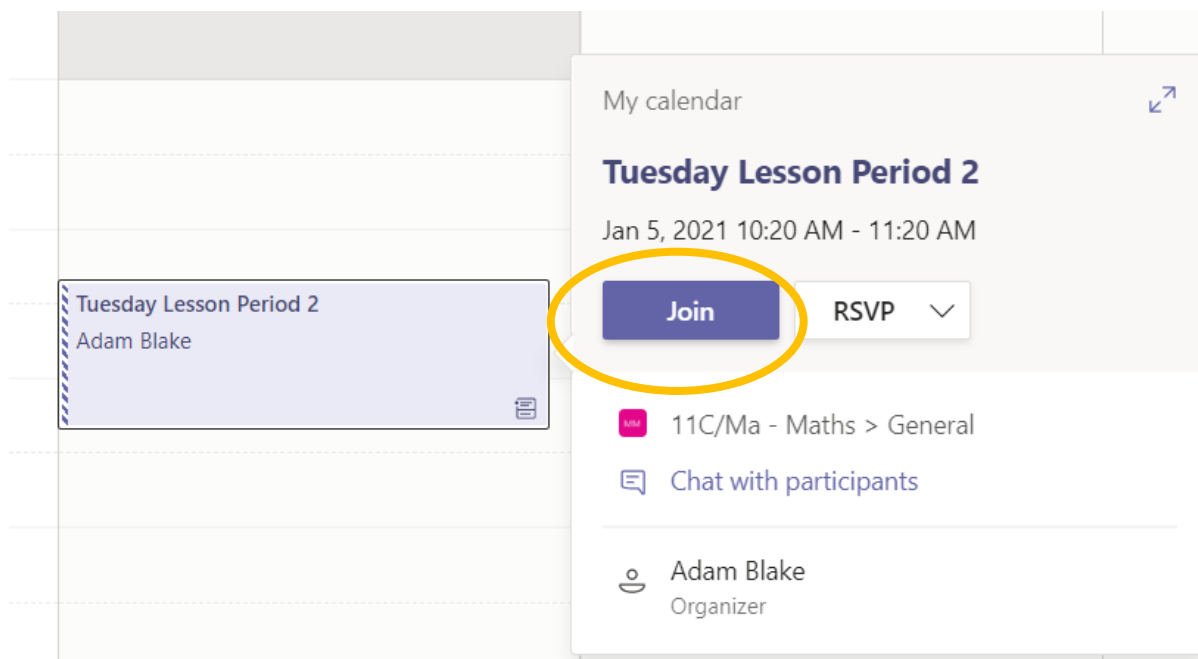 Tuesday Lesson Period 2
Adam Blake
My calendar
Tuesday Lesson Period 2
Jan 5, 2021 10:20 AM - 11:20 AM
Join
RSVP
MM
11C/Ma - Maths > General
Chat with participants
Adam Blake
Organizer